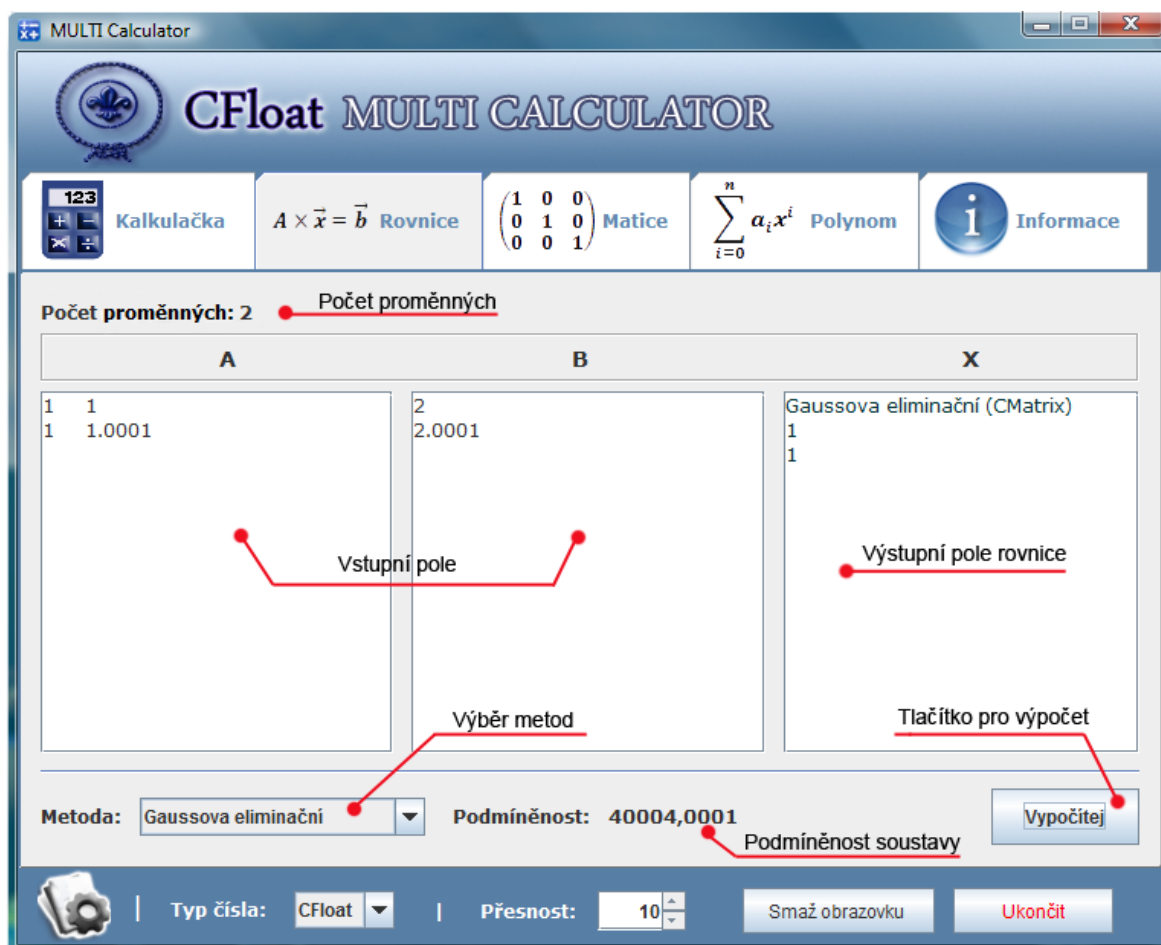 MULTI Calculator
CFloat MULTI CALCULATOR
123
Kalkulačka
A × x⃗ = b⃗ Rovnice
1 0 0
0 1 0
0 0 1
Matice
n
∑ aᵢxⁱ Polynom
i=0
i Informace
Počet proměnných: 2
Počet proměnných
A B X
1 1
1 1.0001
2
2.0001
Gaussova eliminační (CMatrix)
1
1
Vstupní pole
Výstupní pole rovnice
Výběr metod
Tlačítko pro výpočet
Metoda: Gaussova eliminační Podmíněnost: 40004,0001 Vypočítej
Podmíněnost soustavy
| Typ čísla: CFloat | Přesnost: 10 Smaž obrazovku Ukončit